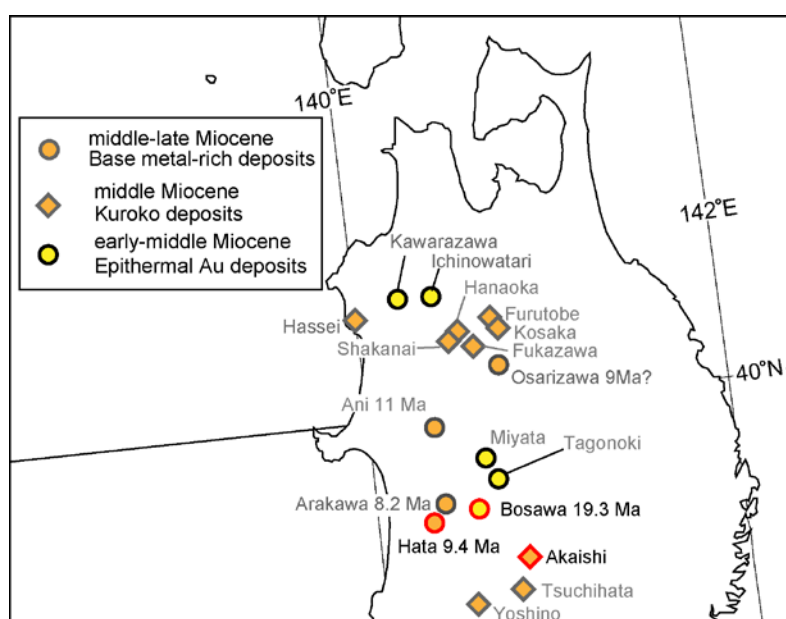 140°E
142°E
middle-late Miocene
Base metal-rich deposits
middle Miocene
Kuroko deposits
early-middle Miocene
Epithermal Au deposits
Kawarazawa
Ichinowatari
Hanaoka
Hassei
Furutobe
Kosaka
Shakanai
Fukazawa
40°N
Osarizawa 9Ma?
Ani 11 Ma
Miyata
Tagonoki
Arakawa 8.2 Ma
Bosawa 19.3 Ma
Hata 9.4 Ma
Akaishi
Tsuchihata
Yoshino